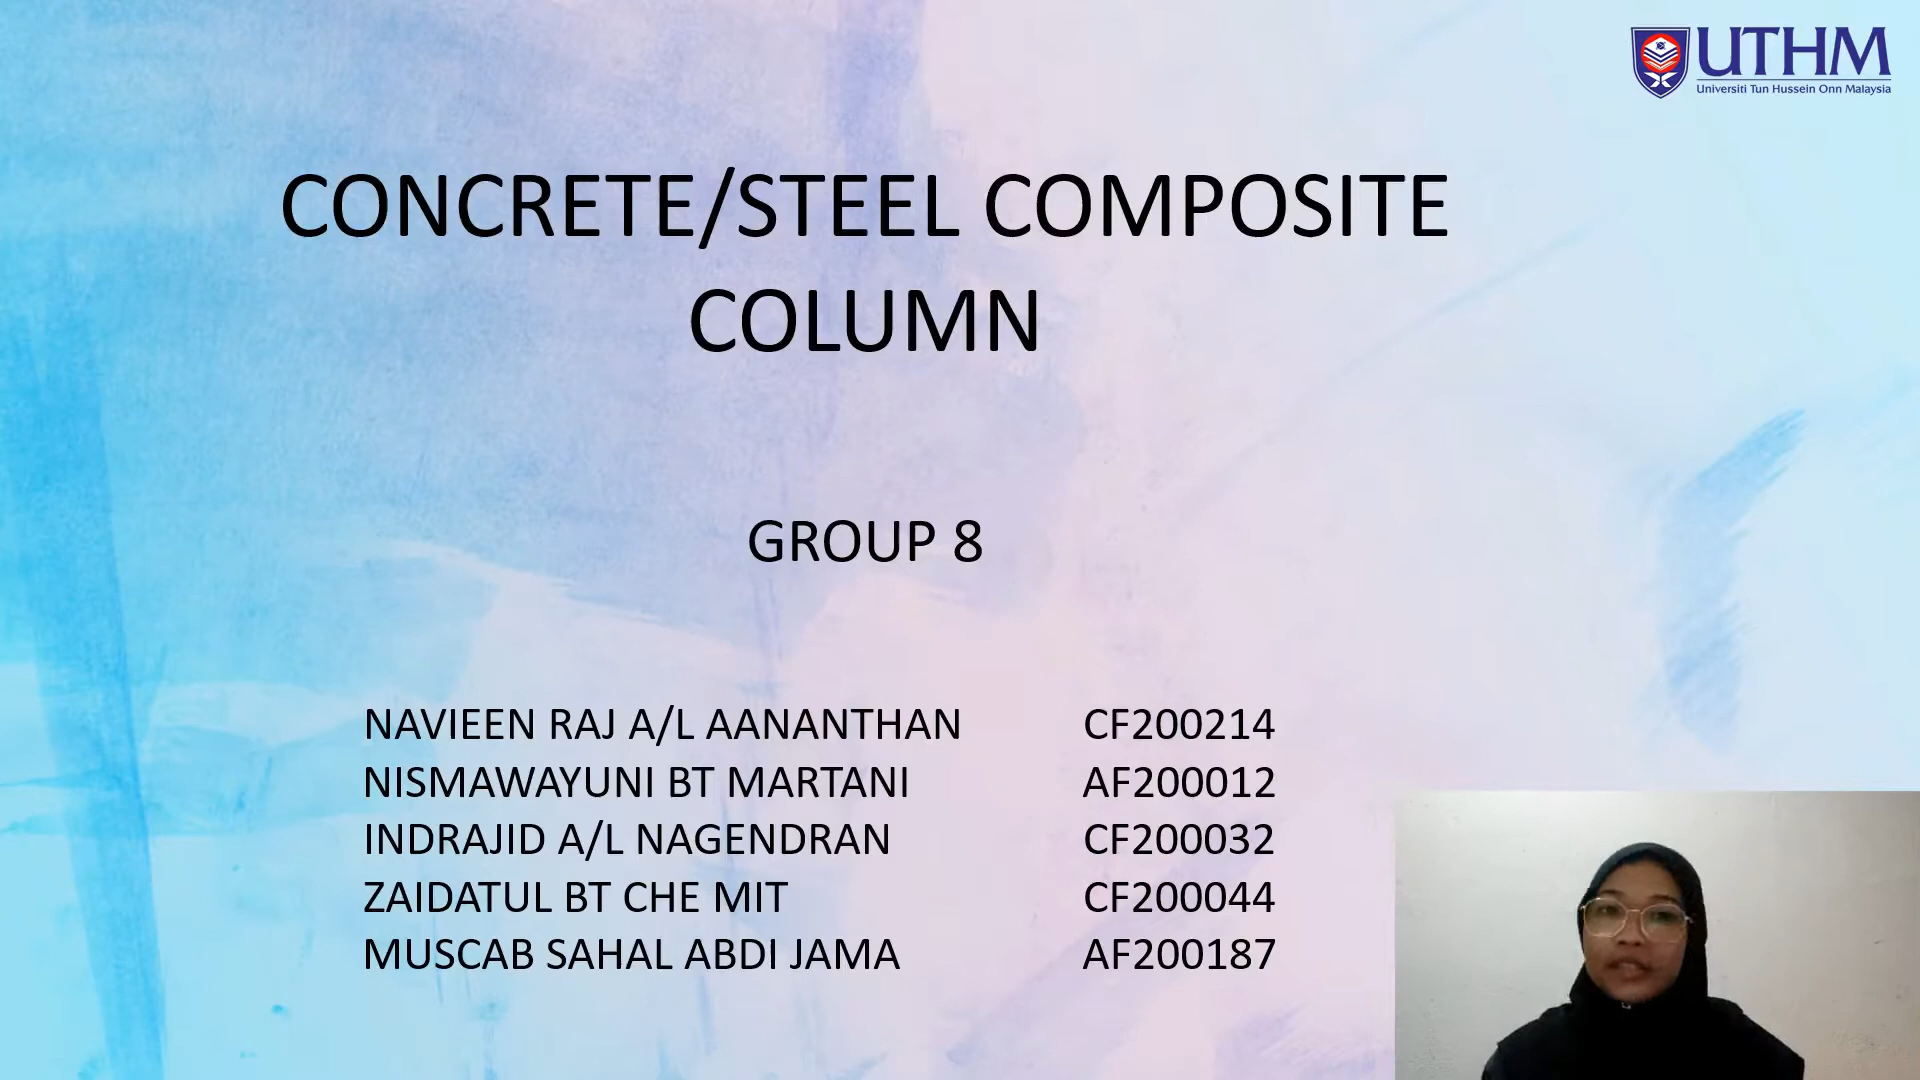 UTHM
Universiti Tun Hussein Onn Malaysia
CONCRETE/STEEL COMPOSITE
COLUMN
GROUP 8
NAVIEEN RAJ A/L AANANTHAN CF200214
NISMAWAYUNI BT MARTANI AF200012
INDRAJID A/L NAGENDRAN CF200032
ZAIDATUL BT CHE MIT CF200044
MUSCAB SAHAL ABDI JAMA AF200187